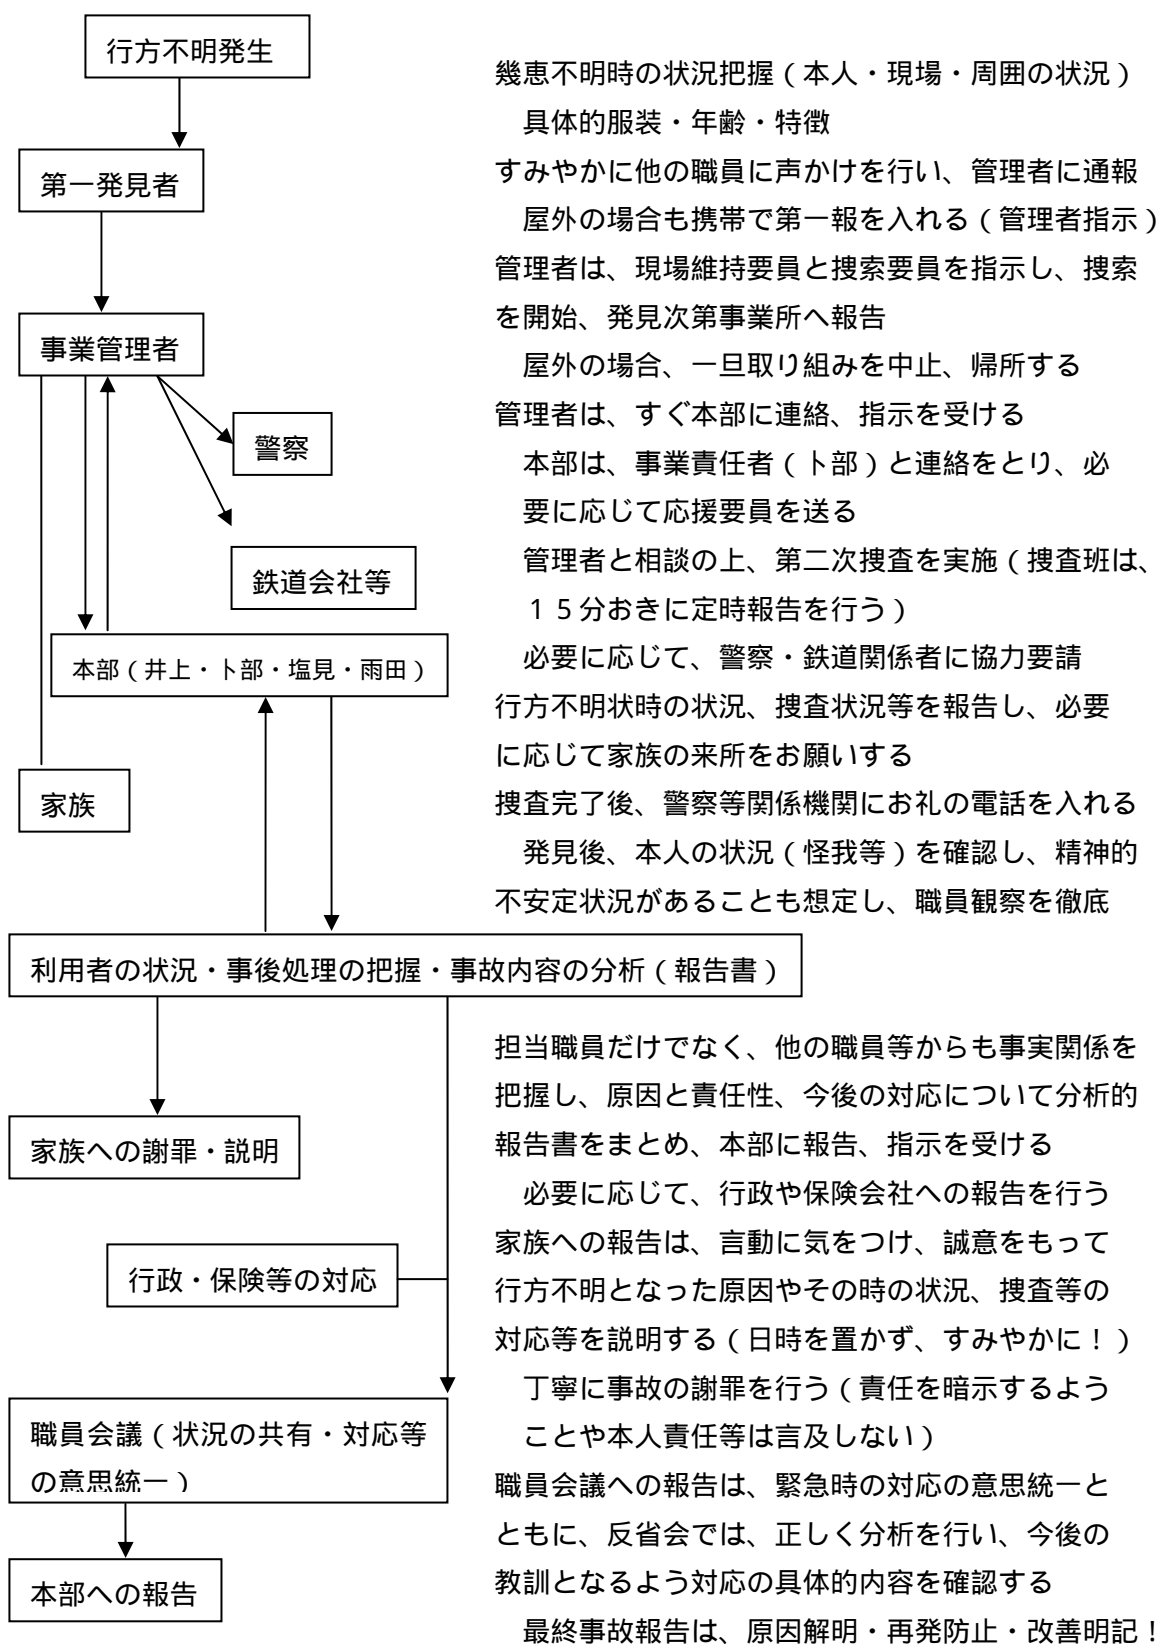 行方不明発生
幾恵不明時の状況把握（本人・現場・周囲の状況）
具体的服装・年齢・特徴
第一発見者
すみやかに他の職員に声かけを行い、管理者に通報
屋外の場合も携帯で第一報を入れる（管理者指示）
管理者は、現場維持要員と捜索要員を指示し、捜索
を開始、発見次第事業所へ報告
事業管理者
屋外の場合、一旦取り組みを中止、帰所する
管理者は、すぐ本部に連絡、指示を受ける
警察
本部は、事業責任者（卜部）と連絡をとり、必
要に応じて応援要員を送る
鉄道会社等
管理者と相談の上、第二次捜査を実施（捜査班は、
１５分おきに定時報告を行う）
本部（井上・卜部・塩見・雨田）
必要に応じて、警察・鉄道関係者に協力要請
行方不明状時の状況、捜査状況等を報告し、必要
に応じて家族の来所をお願いする
家族
捜査完了後、警察等関係機関にお礼の電話を入れる
発見後、本人の状況（怪我等）を確認し、精神的
不安定状況があることも想定し、職員観察を徹底
利用者の状況・事後処理の把握・事故内容の分析（報告書）
担当職員だけでなく、他の職員等からも事実関係を
把握し、原因と責任性、今後の対応について分析的
報告書をまとめ、本部に報告、指示を受ける
家族への謝罪・説明
必要に応じて、行政や保険会社への報告を行う
家族への報告は、言動に気をつけ、誠意をもって
行方不明となった原因やその時の状況、捜査等の
対応等を説明する（日時を置かず、すみやかに！）
行政・保険等の対応
丁寧に事故の謝罪を行う（責任を暗示するよう
ことや本人責任等は言及しない）
職員会議（状況の共有・対応等
の意思統一）
職員会議への報告は、緊急時の対応の意思統一と
ともに、反省会では、正しく分析を行い、今後の
教訓となるよう対応の具体的内容を確認する
本部への報告
最終事故報告は、原因解明・再発防止・改善明記！